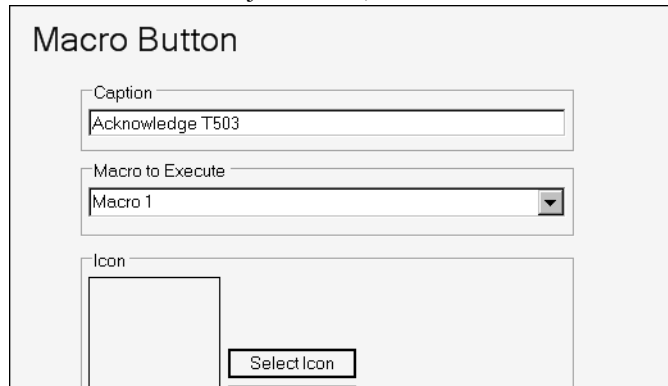 Macro Button
Caption
Acknowledge T503
Macro to Execute
Macro 1
Icon
Select Icon